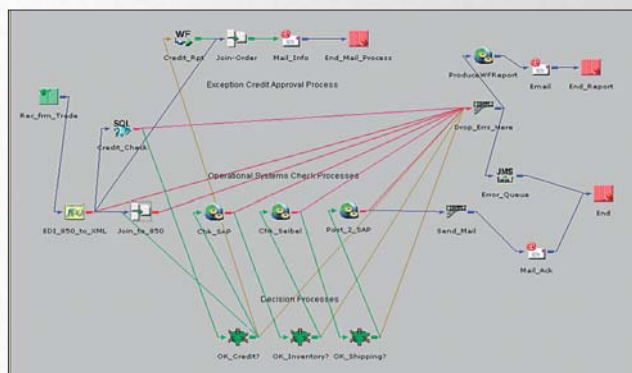 WF
Credit_Rpt
Join-Order
Mail_Info
End_Mail_Process
ProduceWFReport
Email
End_Report
Exception Credit Approval Process
Rec_frm_Trade
SQL
Credit_Check
Drop_Errs_Here
JMS
Error_Queue
End
Operational Systems Check Processes
EDI_850_to_XML
Join_to_850
Chk_SAP
Chk_Seibel
Post_2_SAP
Send_Mail
Mail_Ack
Decision Processes
OK_Credit?
OK_Inventory?
OK_Shipping?